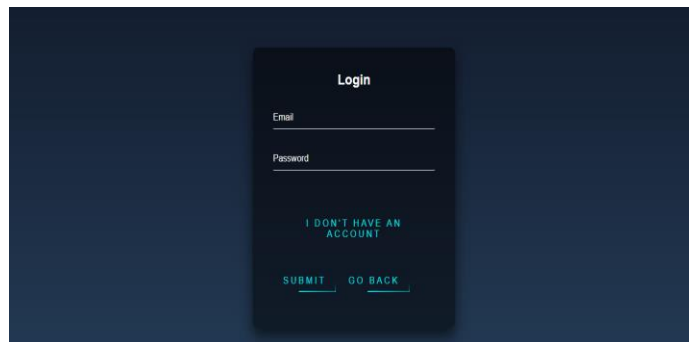 Login
Email
Password
I DON'T HAVE AN
ACCOUNT
SUBMIT GO BACK